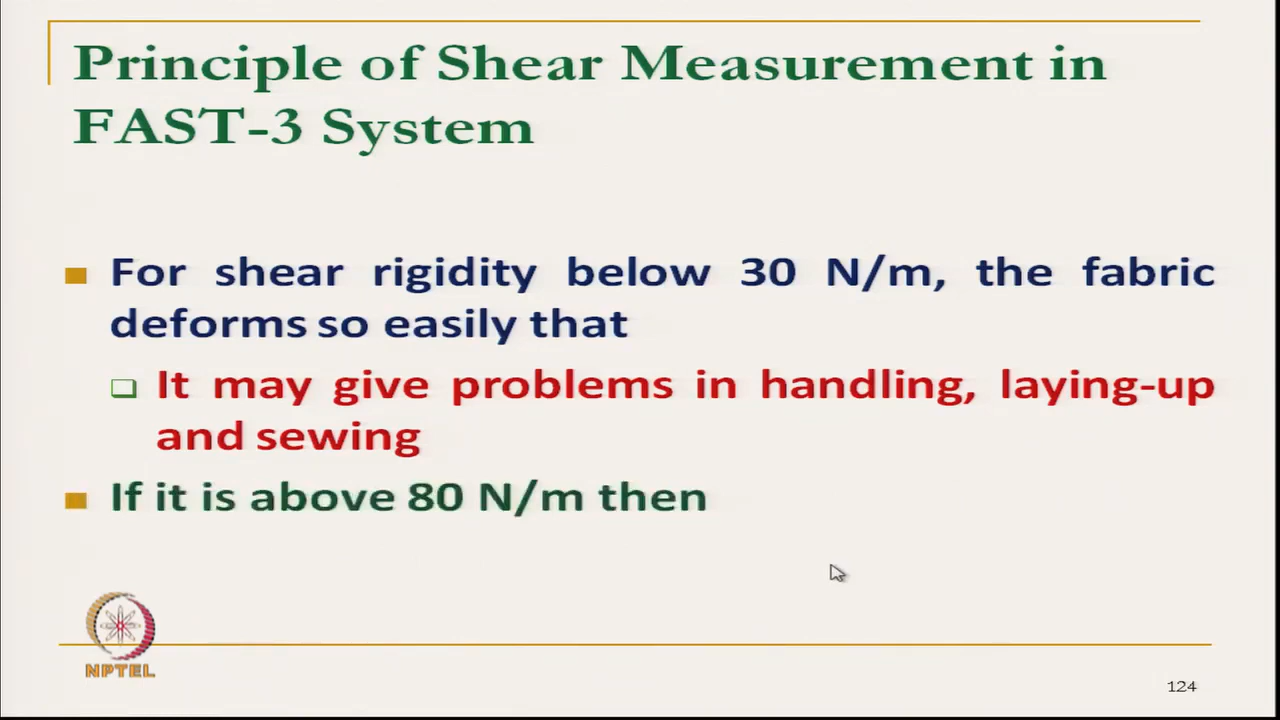 Principle of Shear Measurement in
FAST-3 System
For shear rigidity below 30 N/m, the fabric
deforms so easily that
It may give problems in handling, laying-up
and sewing
If it is above 80 N/m then
NPTEL
124